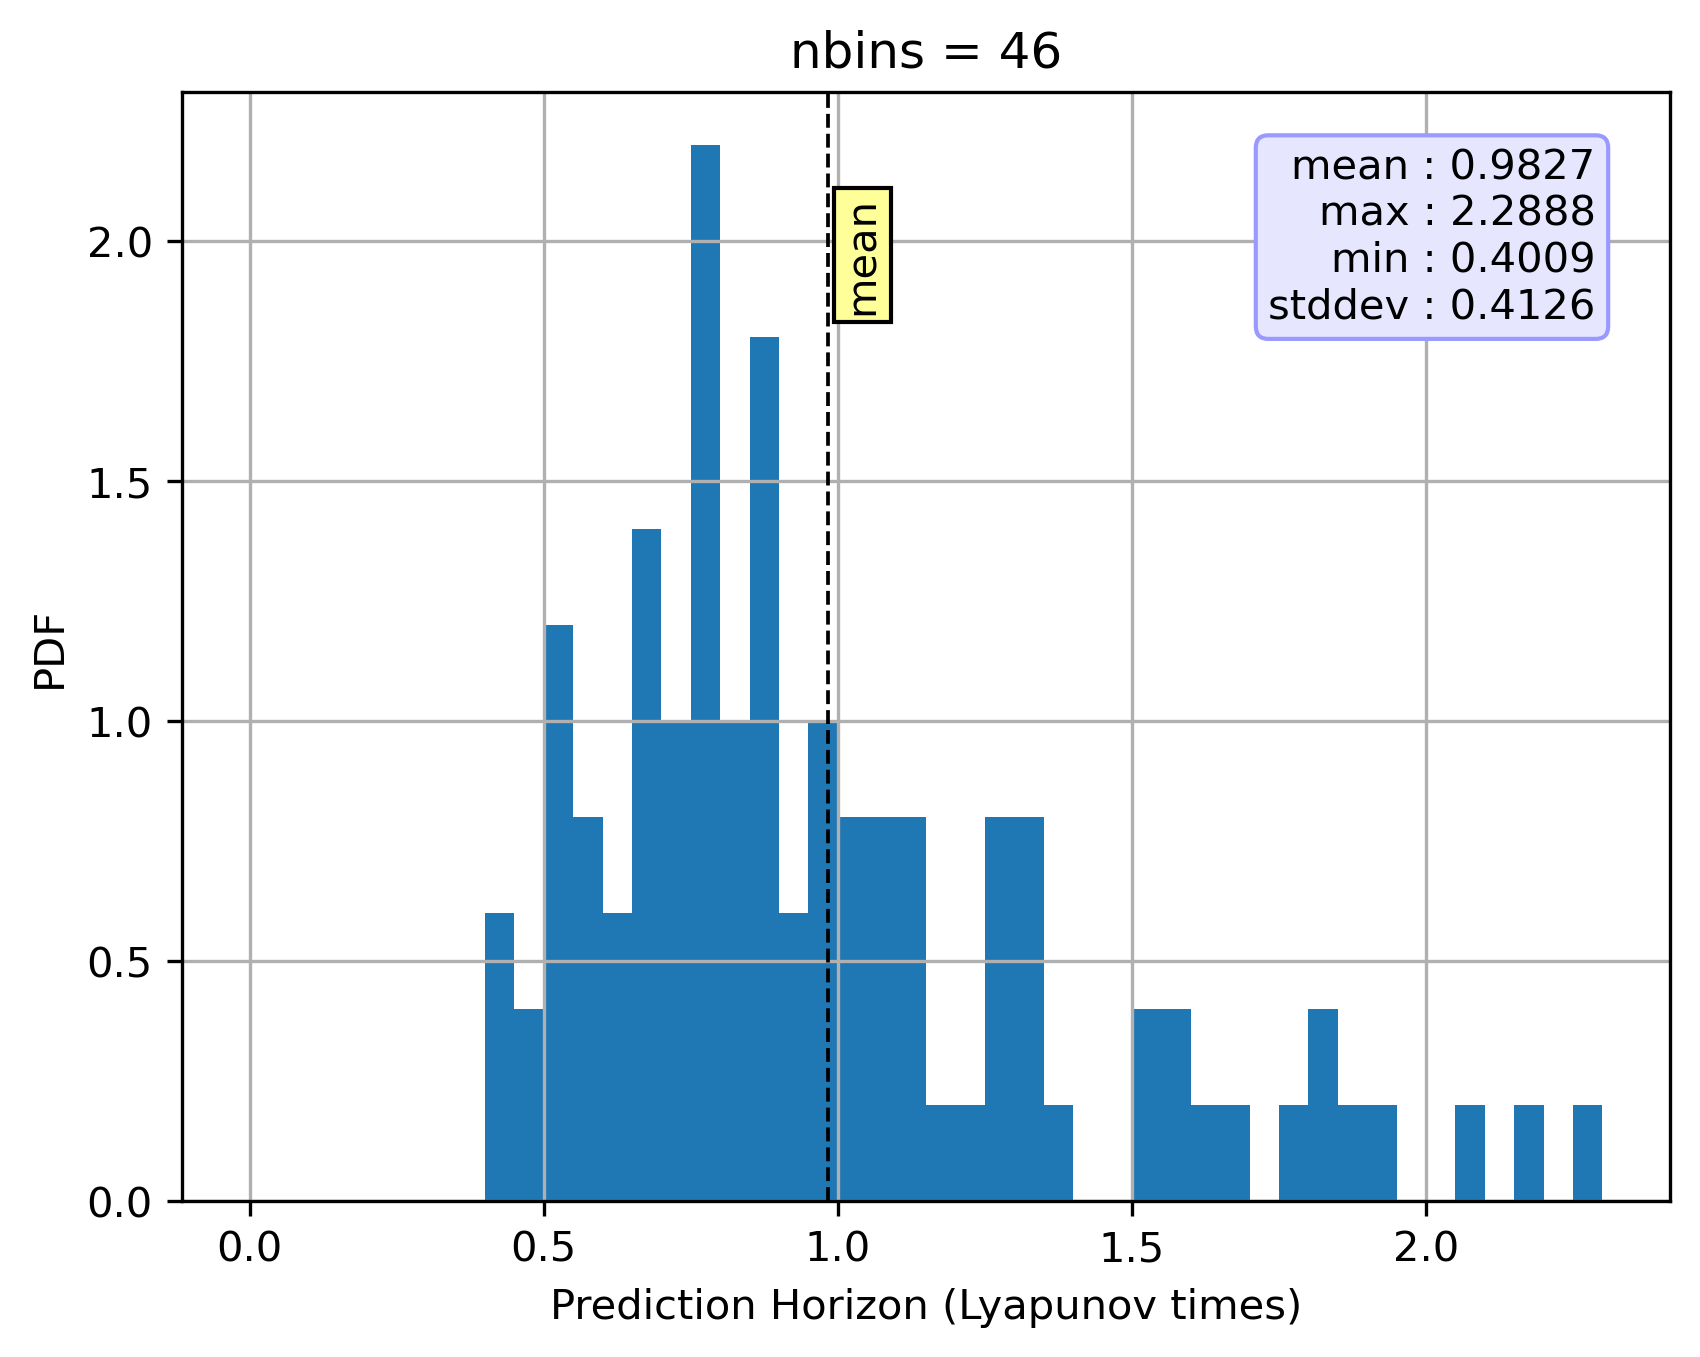 nbins = 46
mean : 0.9827
max : 2.2888
min : 0.4009
stddev : 0.4126
mean
PDF
2.0
1.5
1.0
0.5
0.0
0.0 0.5 1.0 1.5 2.0
Prediction Horizon (Lyapunov times)